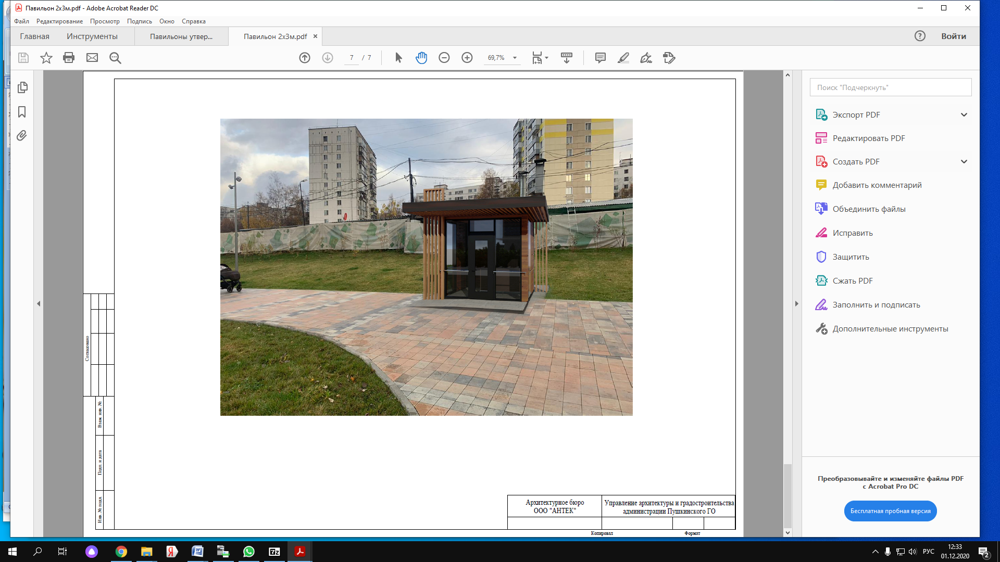 Павильон 2х3м.pdf - Adobe Acrobat Reader DC
Файл Редактирование Просмотр Подпись Окно Справка
Главная Инструменты Павильоны утвер... Павильон 2х3м.pdf Войти
7 / 7 69,7%
Поиск "Подчеркнуть"
Экспорт PDF
Редактировать PDF
Создать PDF
Добавить комментарий
Объединить файлы
Исправить
Защитить
Сжать PDF
Заполнить и подписать
Дополнительные инструменты
Преобразовывайте и изменяйте файлы PDF
с Acrobat Pro DC
Бесплатная пробная версия
Согласовано
Взам. инв. №
Подп. и дата
Инв. № подл.
Архитектурное бюро
ООО "АНТЕК"
Управление архитектуры и градостроительства
администрации Пушкинского ГО
Копировал Формат
РУС
12:33
01.12.2020
2